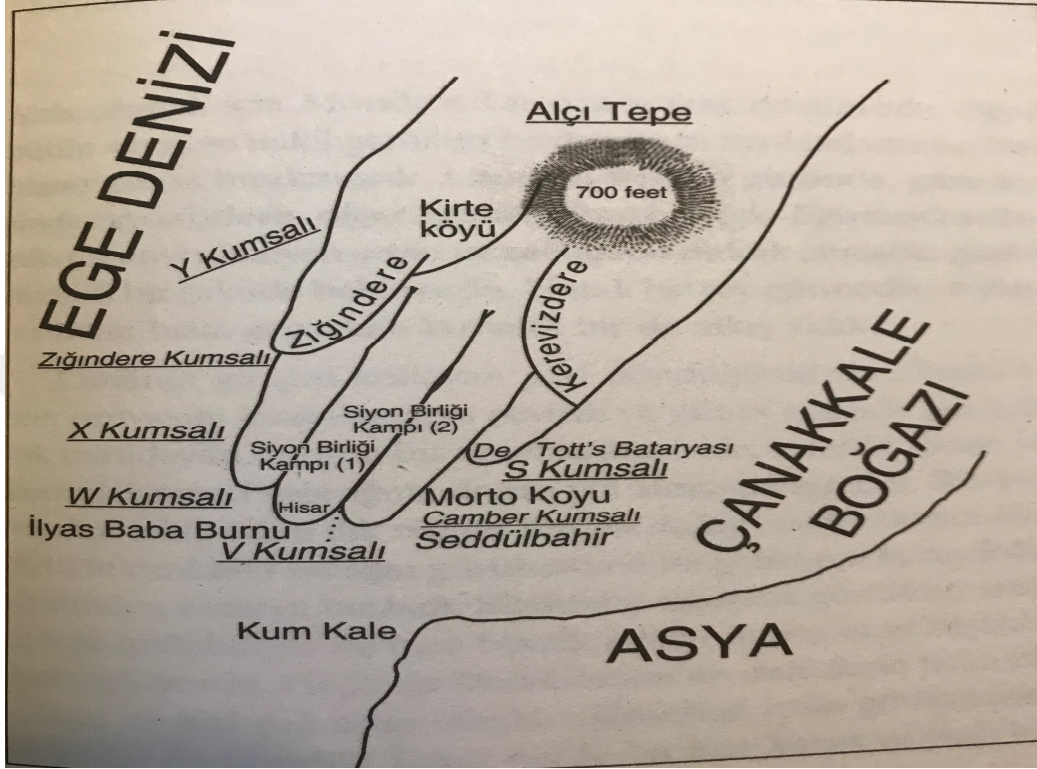 EGE DENİZİ
Alçı Tepe
700 feet
Kirte
köyü
Y Kumsalı
Zığındere
Kerevizdere
Zığındere Kumsalı
X Kumsalı
Siyon Birliği
Kampı (2)
Siyon Birliği
Kampı (1)
De Tott's Bataryası
S Kumsalı
W Kumsalı
Hisar
Morto Koyu
İlyas Baba Burnu
Camber Kumsalı
V Kumsalı
Seddülbahir
ÇANAKKALE
BOĞAZI
Kum Kale
ASYA